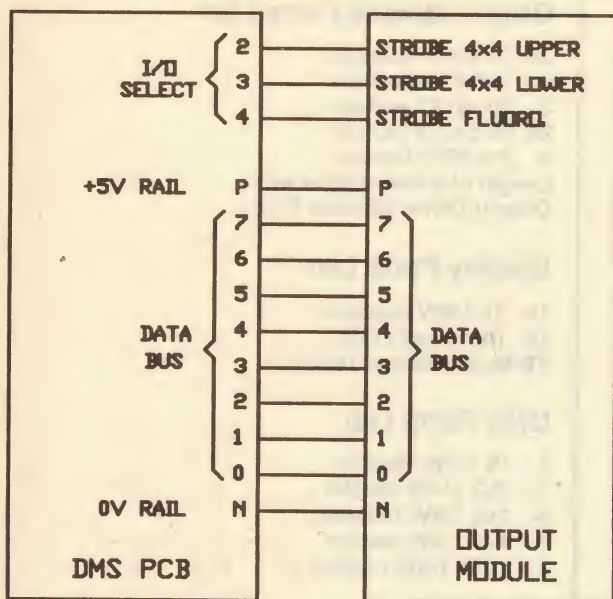 2 STROBE 4x4 UPPER
I/O SELECT 3 STROBE 4x4 LOWER
4 STROBE FLUORO.
+5V RAIL P P
7 7
6 6
5 5
DATA BUS 4 4 DATA BUS
3 3
2 2
1 1
0 0
0V RAIL N N
DMS PCB OUTPUT MODULE